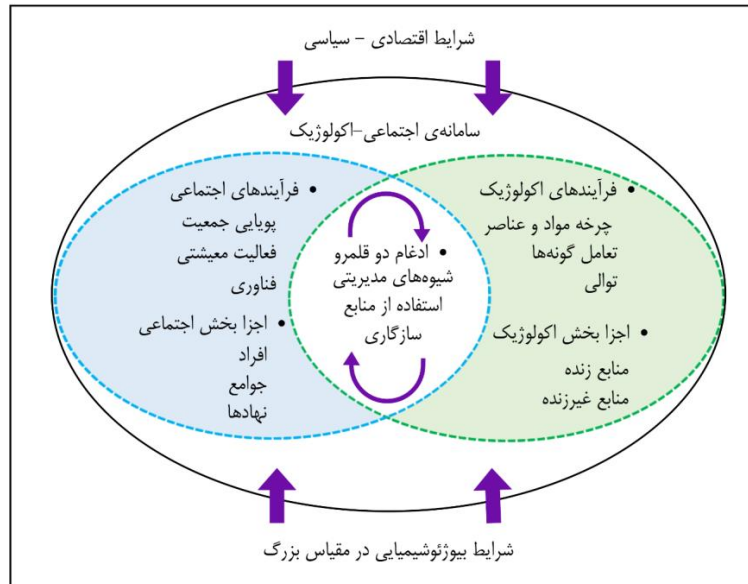 شرایط اقتصادی – سیاسی
سامانه‌ی اجتماعی-اکولوژیک
• فرآیندهای اکولوژیک
چرخه مواد و عناصر
تعامل گونه‌ها
توالی
• اجزا بخش اکولوژیک
منابع زنده
منابع غیرزنده
• ادغام دو قلمرو
شیوه‌های مدیریتی
استفاده از منابع
سازگاری
• فرآیندهای اجتماعی
پویایی جمعیت
فعالیت معیشتی
فناوری
• اجزا بخش اجتماعی
افراد
جوامع
نهادها
شرایط بیوژئوشیمیایی در مقیاس بزرگ